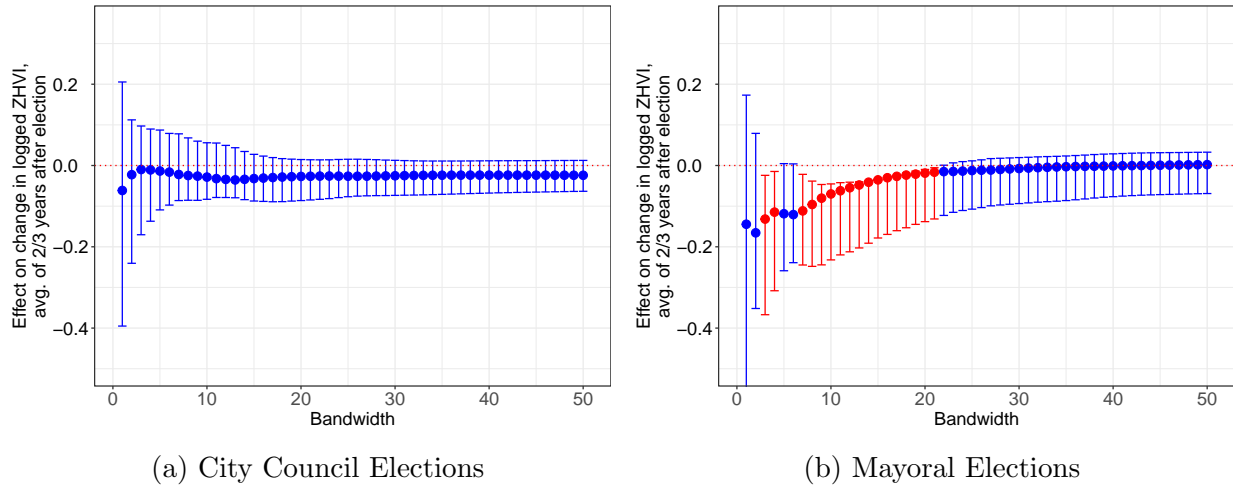 Effect on change in logged ZHVI,
avg. of 2/3 years after election
0.2
0.0
−0.2
−0.4
0 10 20 30 40 50
Bandwidth
(a) City Council Elections
Effect on change in logged ZHVI,
avg. of 2/3 years after election
0.2
0.0
−0.2
−0.4
0 10 20 30 40 50
Bandwidth
(b) Mayoral Elections